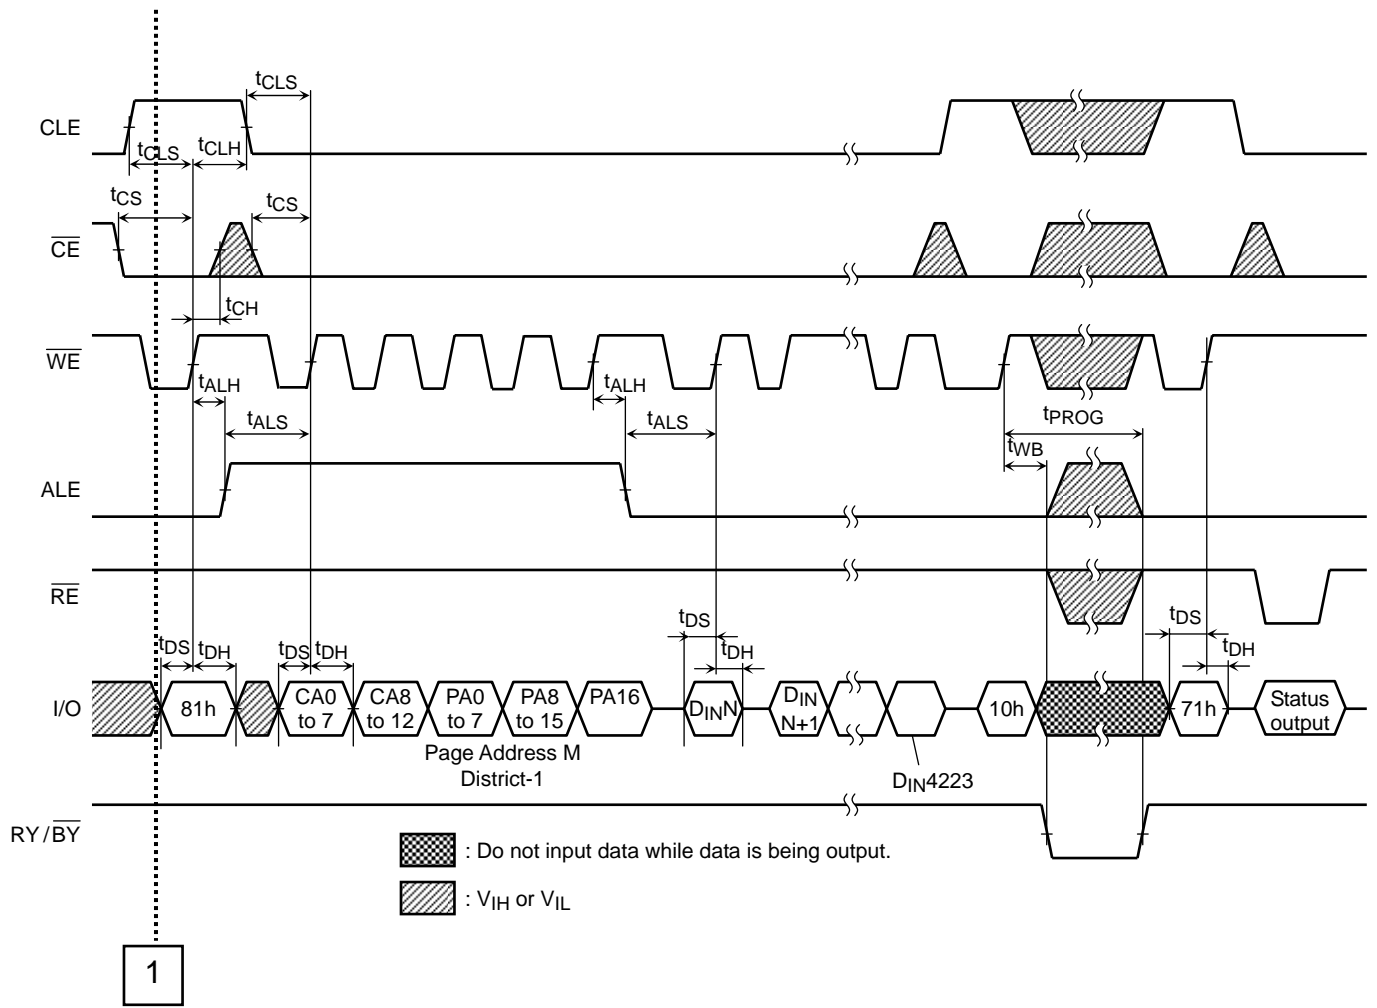 tCLS
CLE
tCLS
tCLH
tCS
tCS
CE
tCH
WE
tALH
tALH
tALS
tALS
tPROG
tWB
ALE
RE
tDS
tDH
tDS
tDH
tDS
tDH
tDS
tDH
I/O
81h
CA0
to 7
CA8
to 12
PA0
to 7
PA8
to 15
PA16
DINN
DIN
N+1
10h
71h
Status
output
Page Address M
District-1
DIN4223
RY/BY
: Do not input data while data is being output.
: VIH or VIL
1